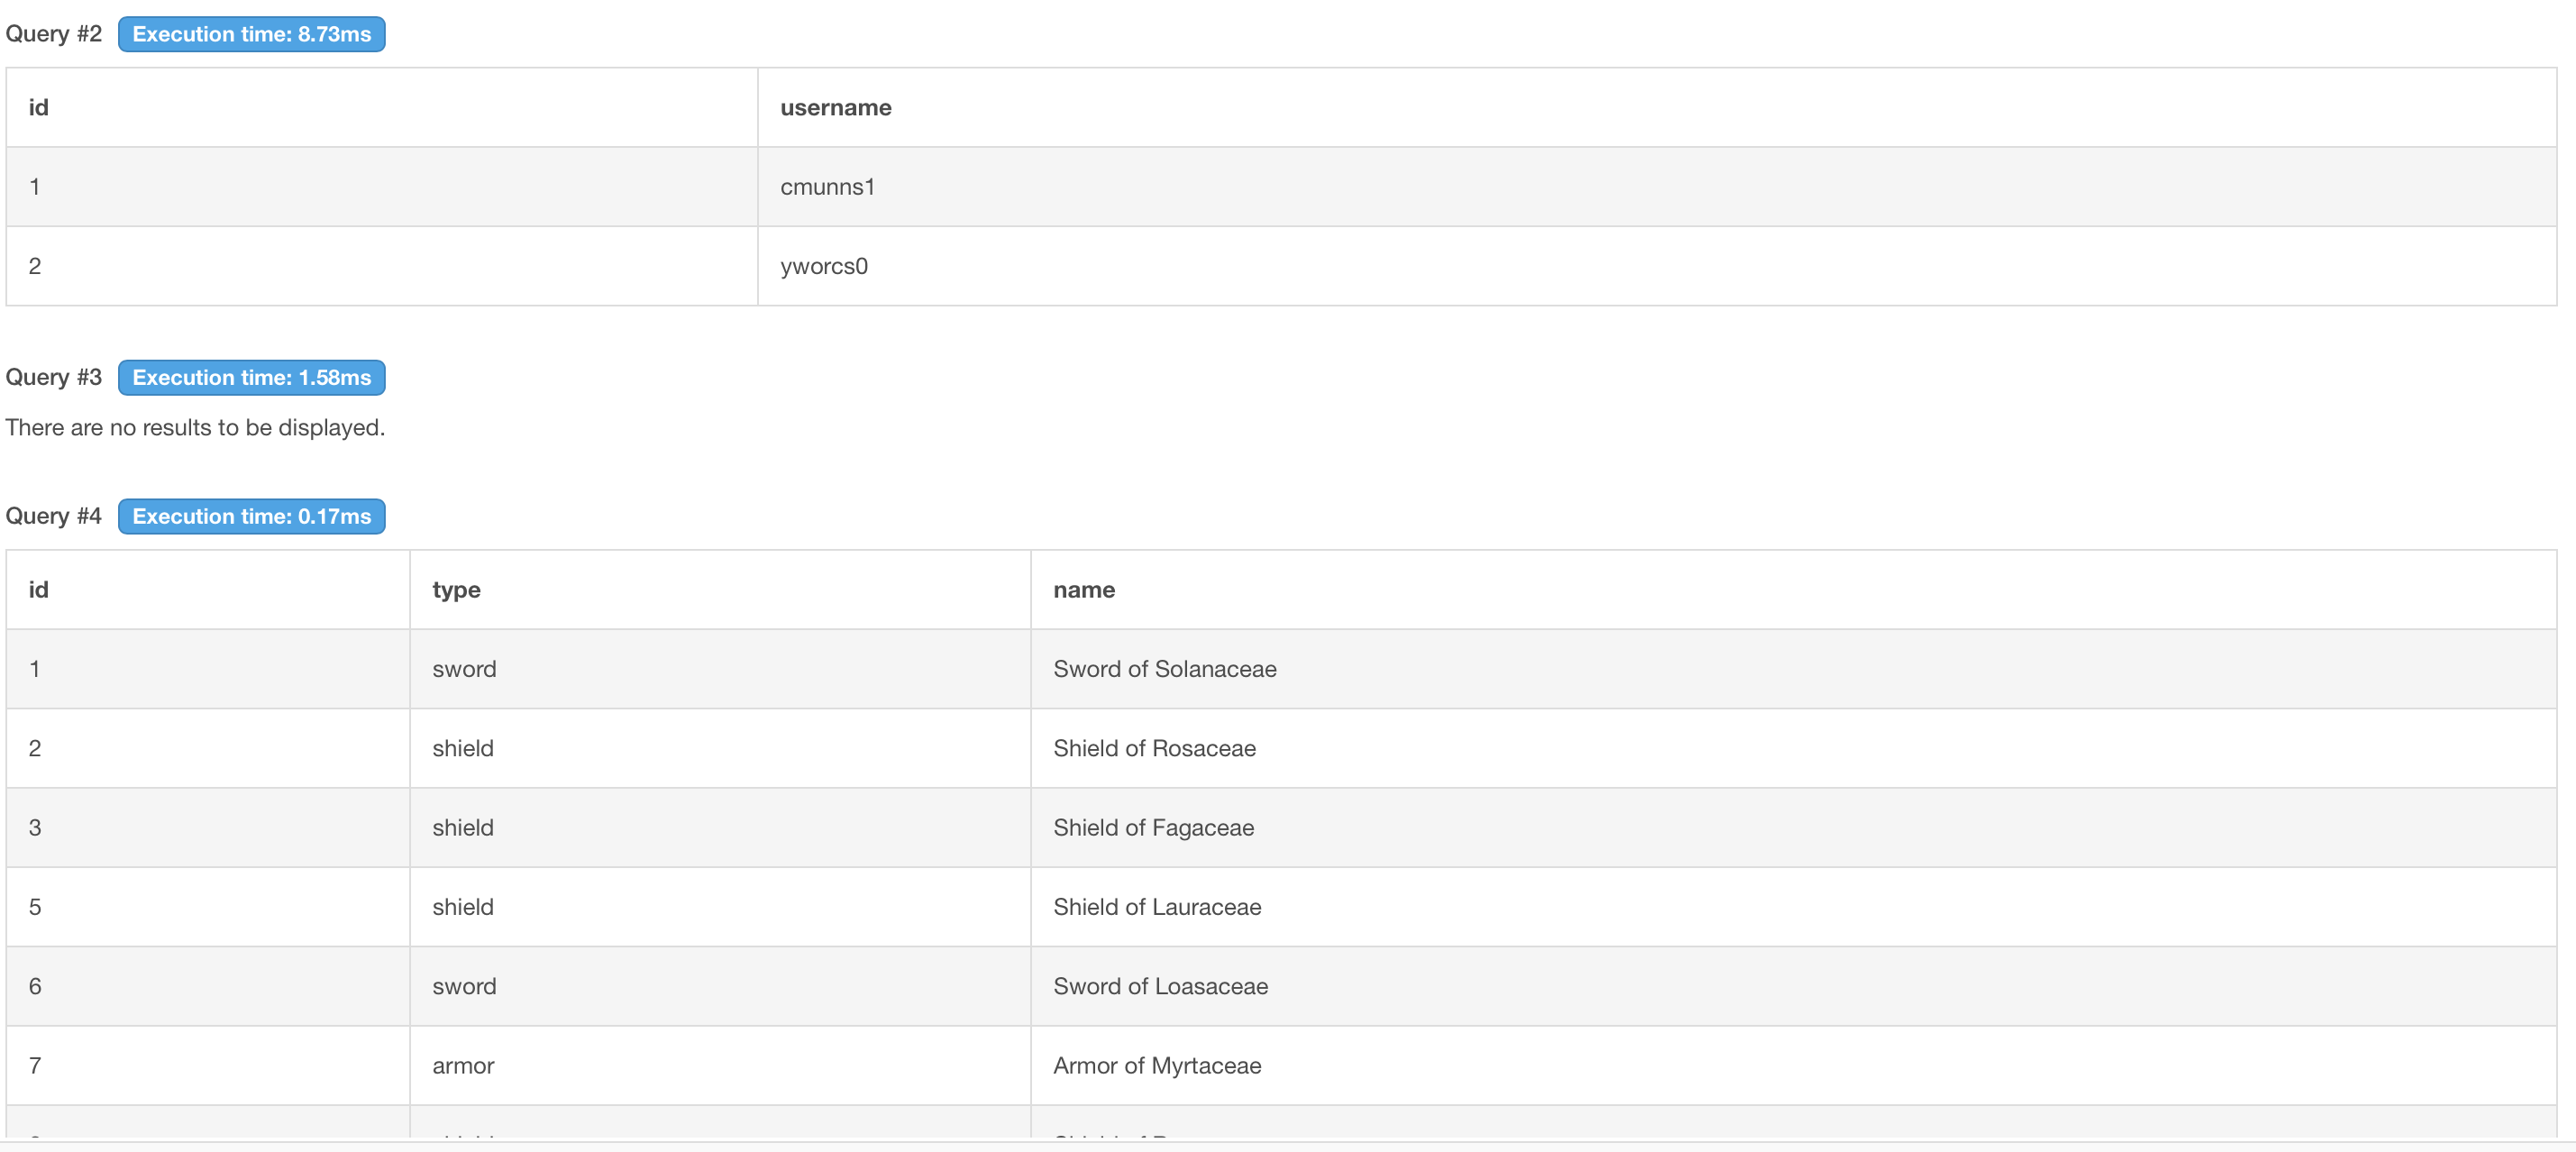 Query #2 Execution time: 8.73ms
id username
1 cmunns1
2 yworcs0
Query #3 Execution time: 1.58ms
There are no results to be displayed.
Query #4 Execution time: 0.17ms
id type name
1 sword Sword of Solanaceae
2 shield Shield of Rosaceae
3 shield Shield of Fagaceae
5 shield Shield of Lauraceae
6 sword Sword of Loasaceae
7 armor Armor of Myrtaceae